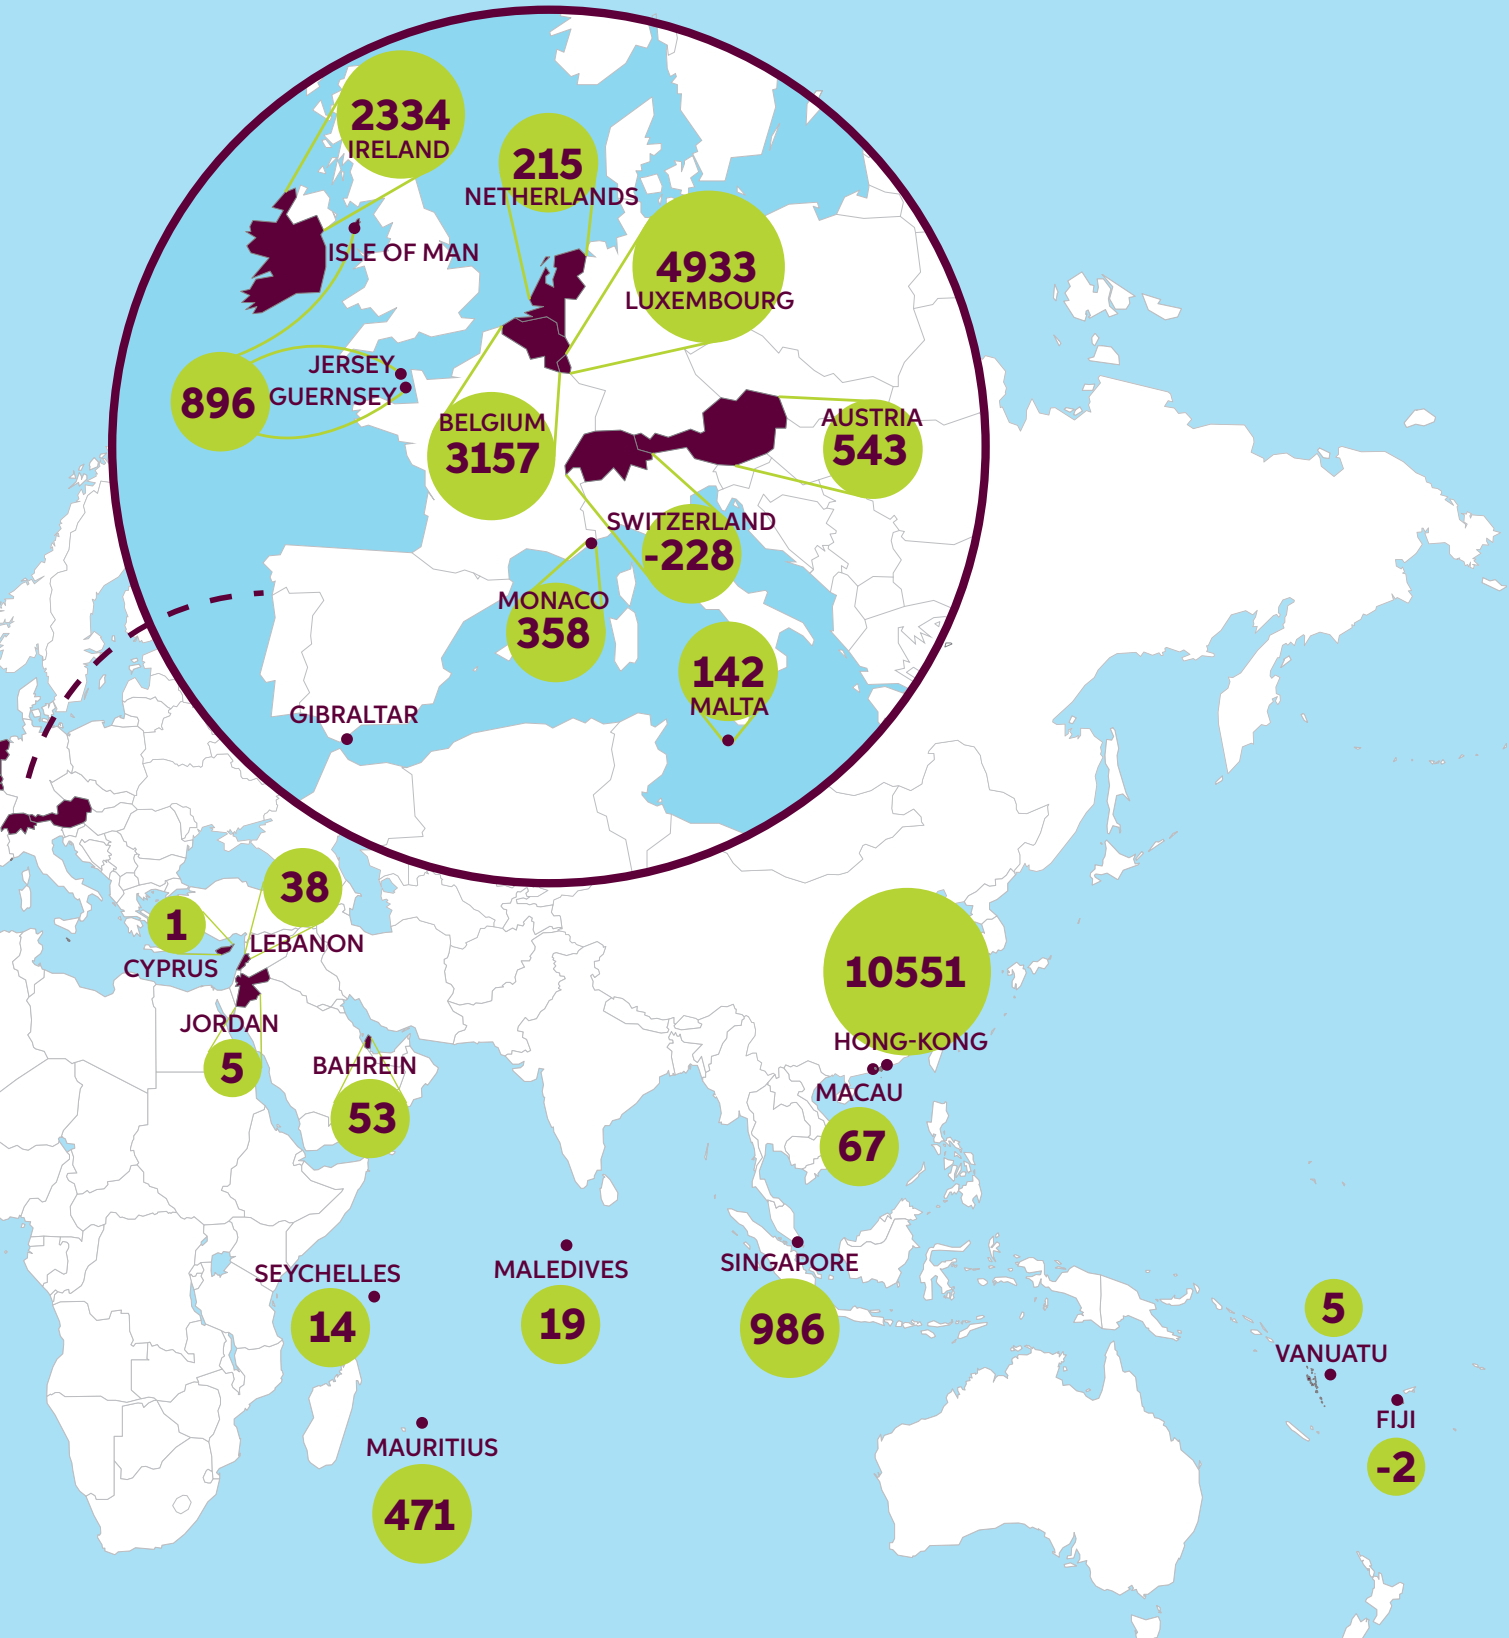 2334
IRELAND
215
NETHERLANDS
ISLE OF MAN
4933
LUXEMBOURG
JERSEY
GUERNSEY
896
BELGIUM
3157
AUSTRIA
543
SWITZERLAND
-228
MONACO
358
142
MALTA
GIBRALTAR
38
LEBANON
1
CYPRUS
JORDAN
5
BAHREIN
53
10551
HONG-KONG
MACAU
67
SEYCHELLES
14
MALEDIVES
19
SINGAPORE
986
5
VANUATU
FIJI
-2
MAURITIUS
471